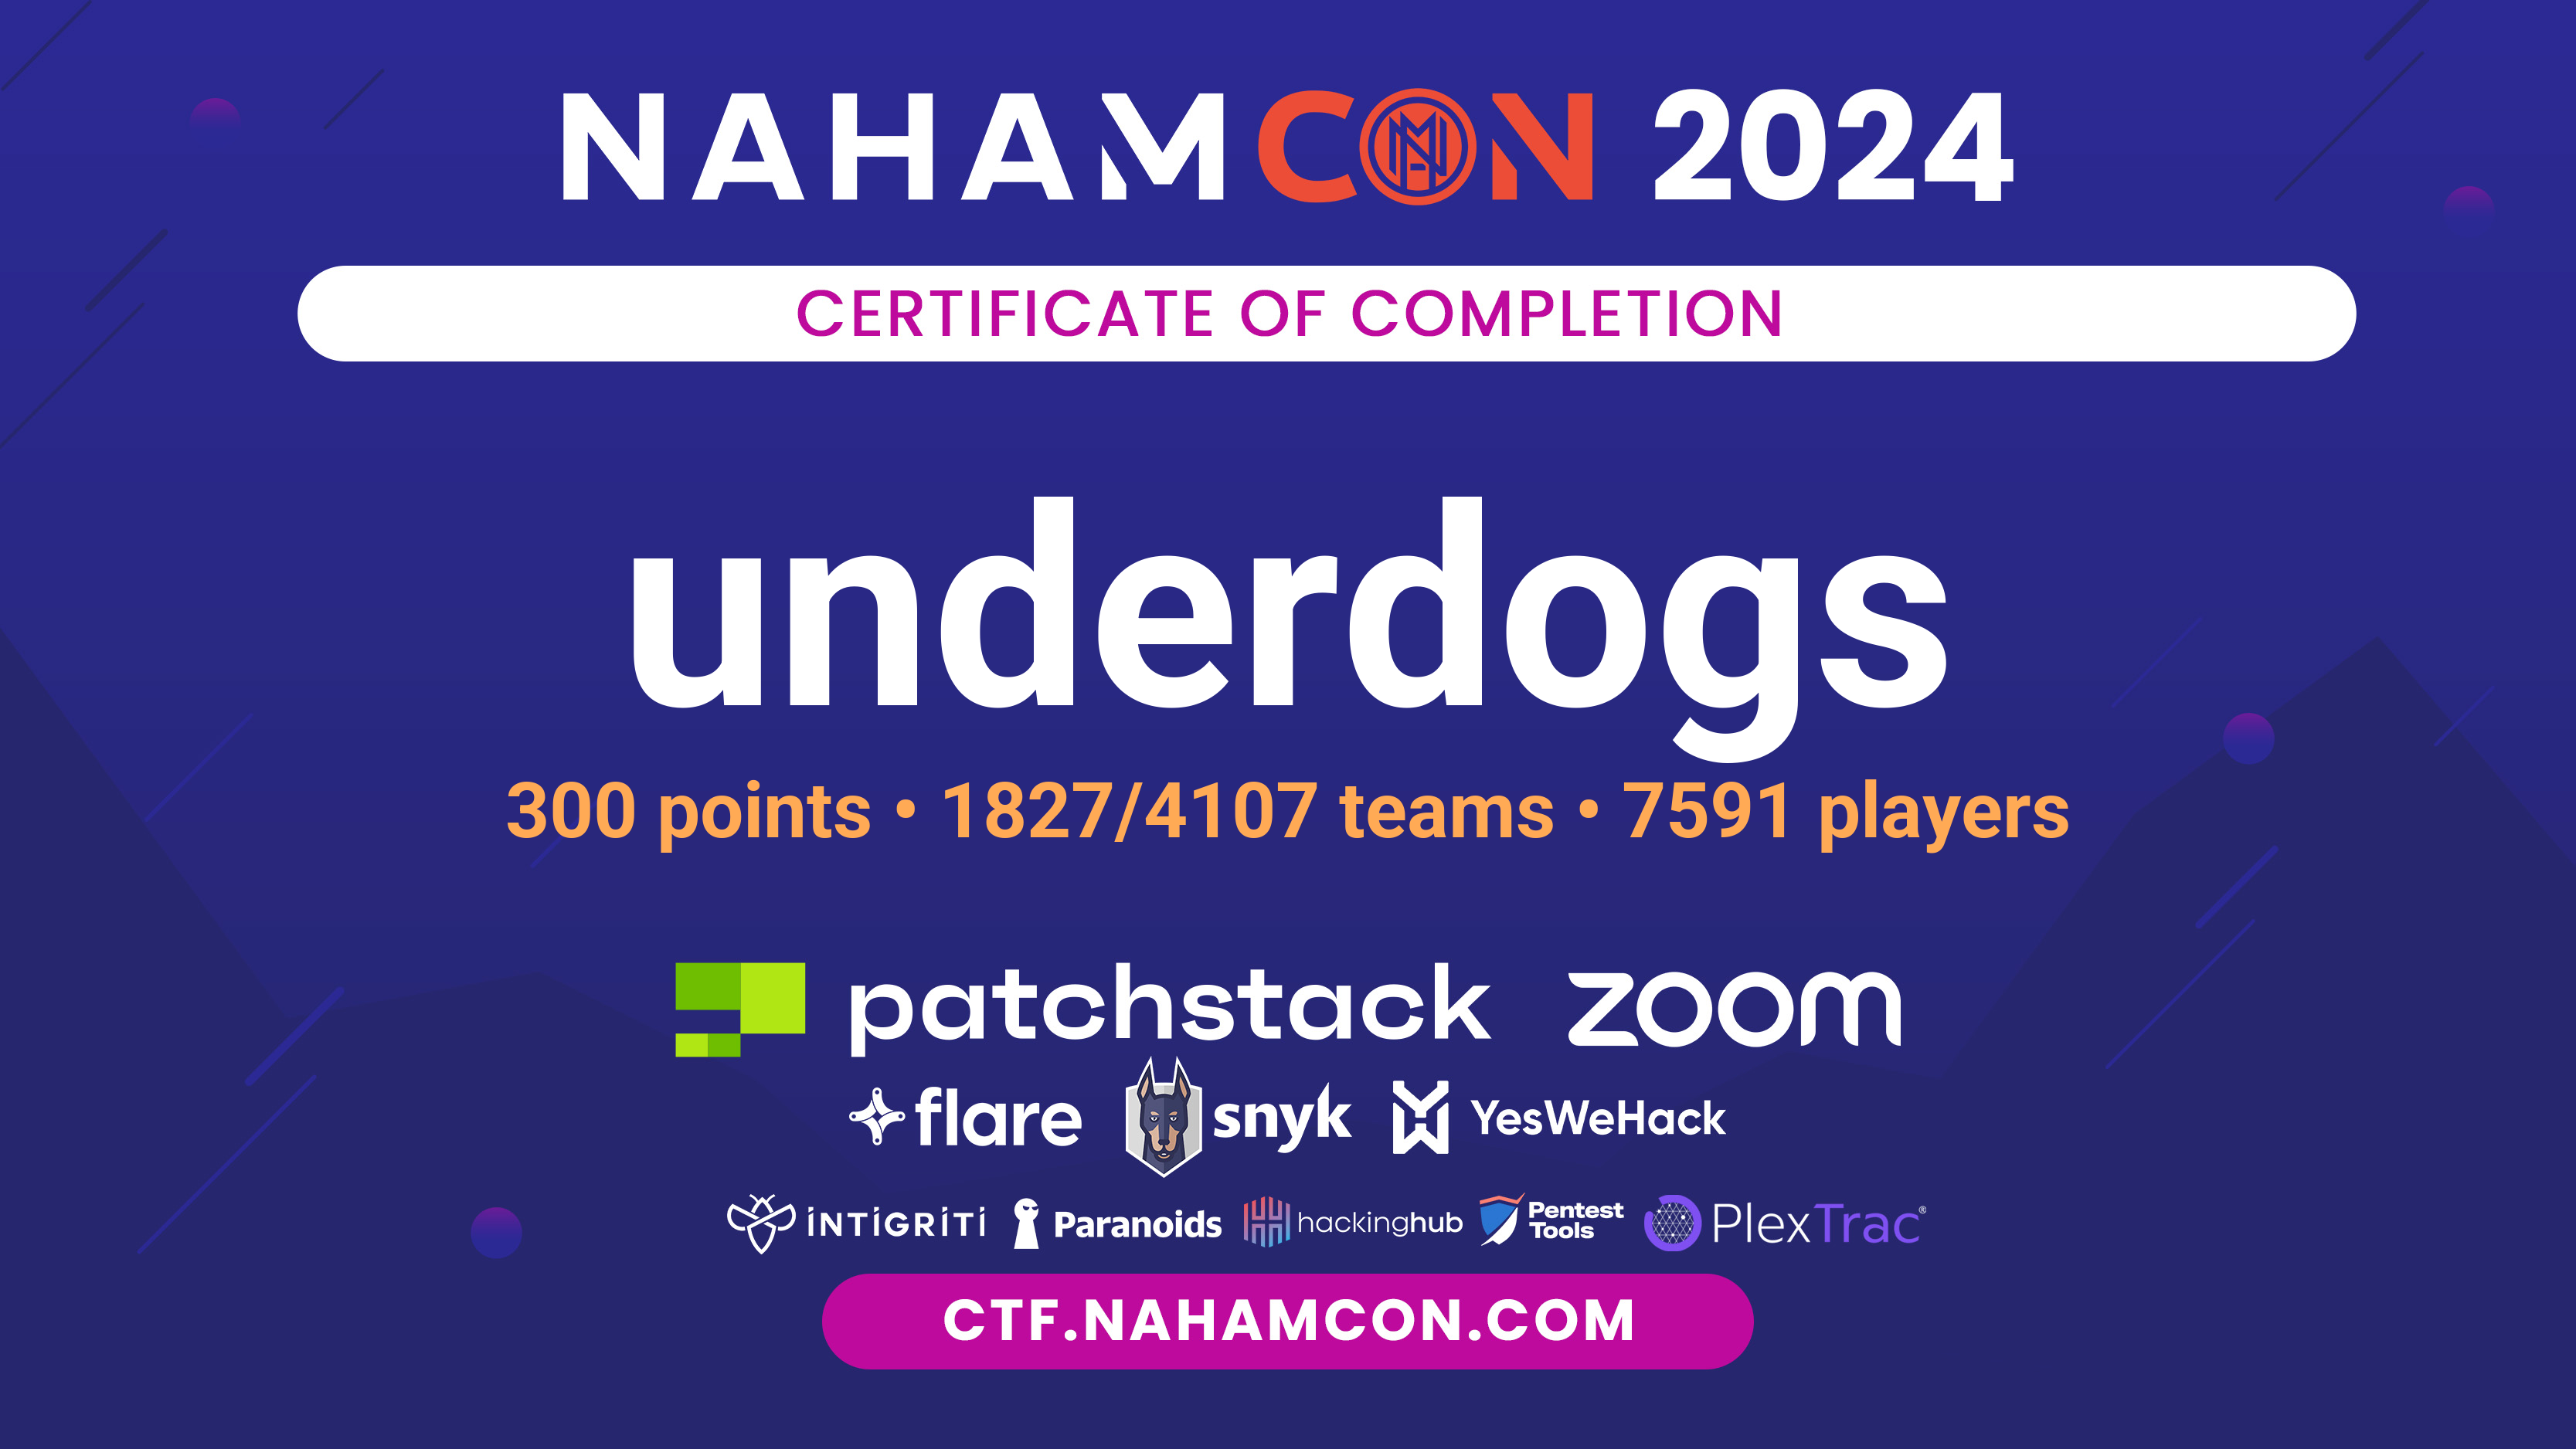 NAHAMCON 2024
CERTIFICATE OF COMPLETION
underdogs
300 points • 1827/4107 teams • 7591 players
patchstack zoom
flare snyk YesWeHack
INTIGRITI Paranoids hackinghub Pentest Tools PlexTrac®
CTF.NAHAMCON.COM